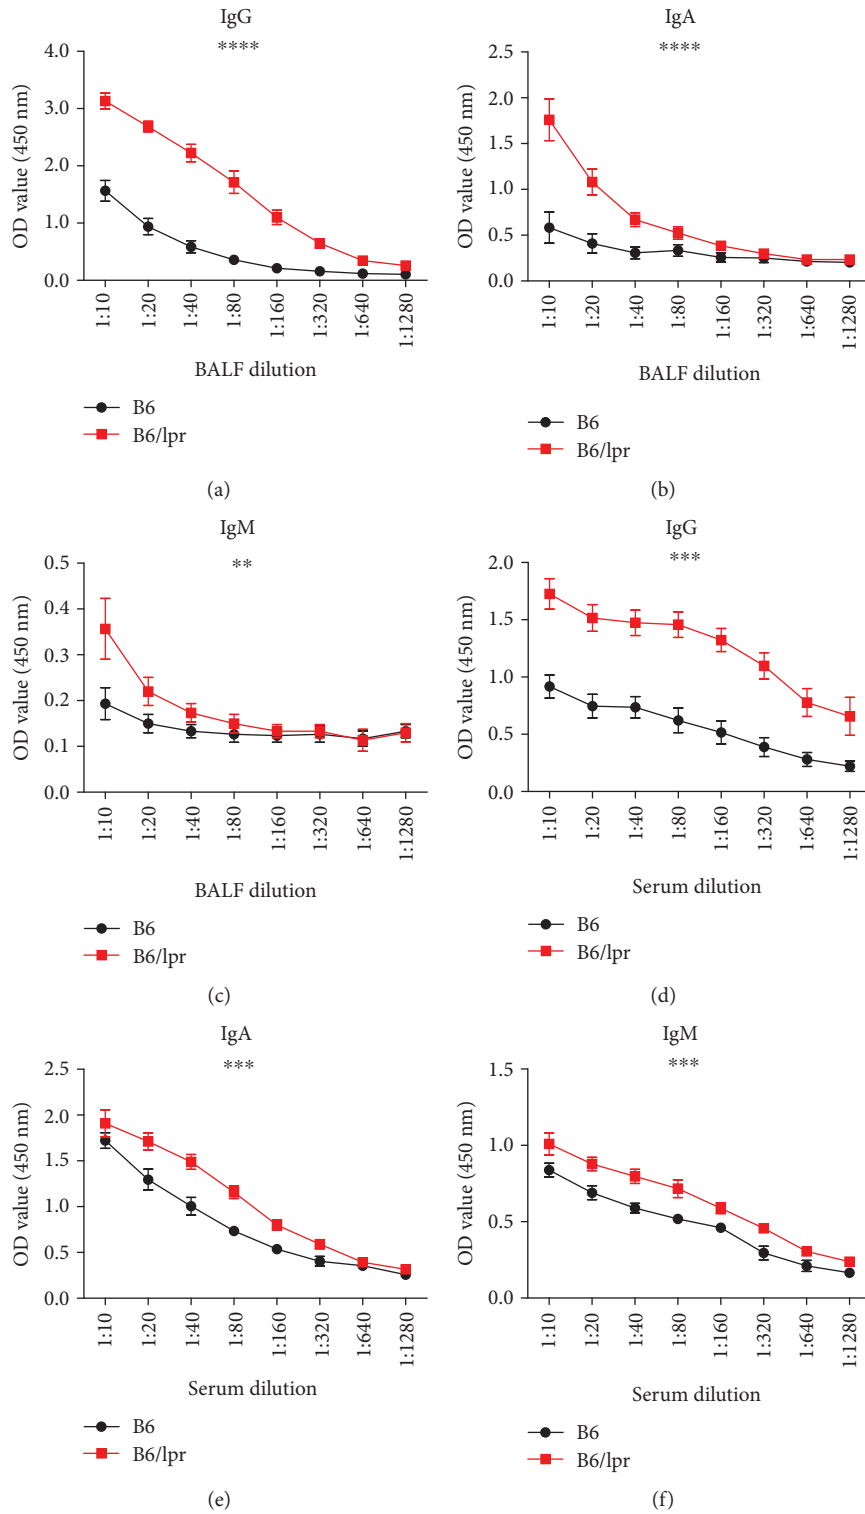 IgG
****
OD value (450 nm)
4.0
3.0
2.0
1.0
0.0
1:10
1:20
1:40
1:80
1:160
1:320
1:640
1:1280
BALF dilution
B6
B6/lpr
(a)
IgA
****
OD value (450 nm)
2.5
2.0
1.5
1.0
0.5
0.0
1:10
1:20
1:40
1:80
1:160
1:320
1:640
1:1280
BALF dilution
B6
B6/lpr
(b)
IgM
**
OD value (450 nm)
0.5
0.4
0.3
0.2
0.1
0.0
1:10
1:20
1:40
1:80
1:160
1:320
1:640
1:1280
BALF dilution
B6
B6/lpr
(c)
IgG
***
OD value (450 nm)
2.0
1.5
1.0
0.5
0.0
1:10
1:20
1:40
1:80
1:160
1:320
1:640
1:1280
Serum dilution
B6
B6/lpr
(d)
IgA
***
OD value (450 nm)
2.5
2.0
1.5
1.0
0.5
0.0
1:10
1:20
1:40
1:80
1:160
1:320
1:640
1:1280
Serum dilution
B6
B6/lpr
(e)
IgM
***
OD value (450 nm)
1.5
1.0
0.5
0.0
1:10
1:20
1:40
1:80
1:160
1:320
1:640
1:1280
Serum dilution
B6
B6/lpr
(f)